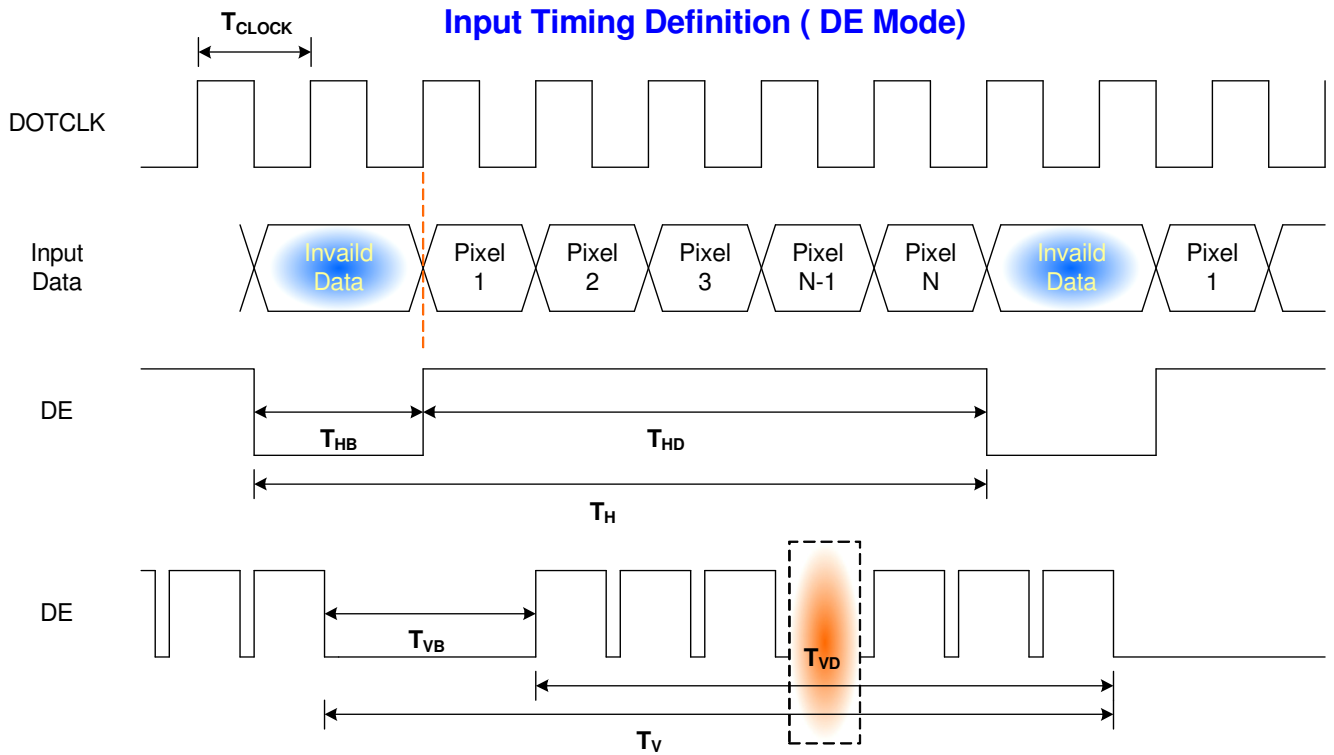 Input Timing Definition ( DE Mode)
TCLOCK
DOTCLK
Input
Data
Invaild
Data
Pixel
1
Pixel
2
Pixel
3
Pixel
N-1
Pixel
N
Invaild
Data
Pixel
1
DE
THB
THD
TH
DE
TVB
TVD
TV